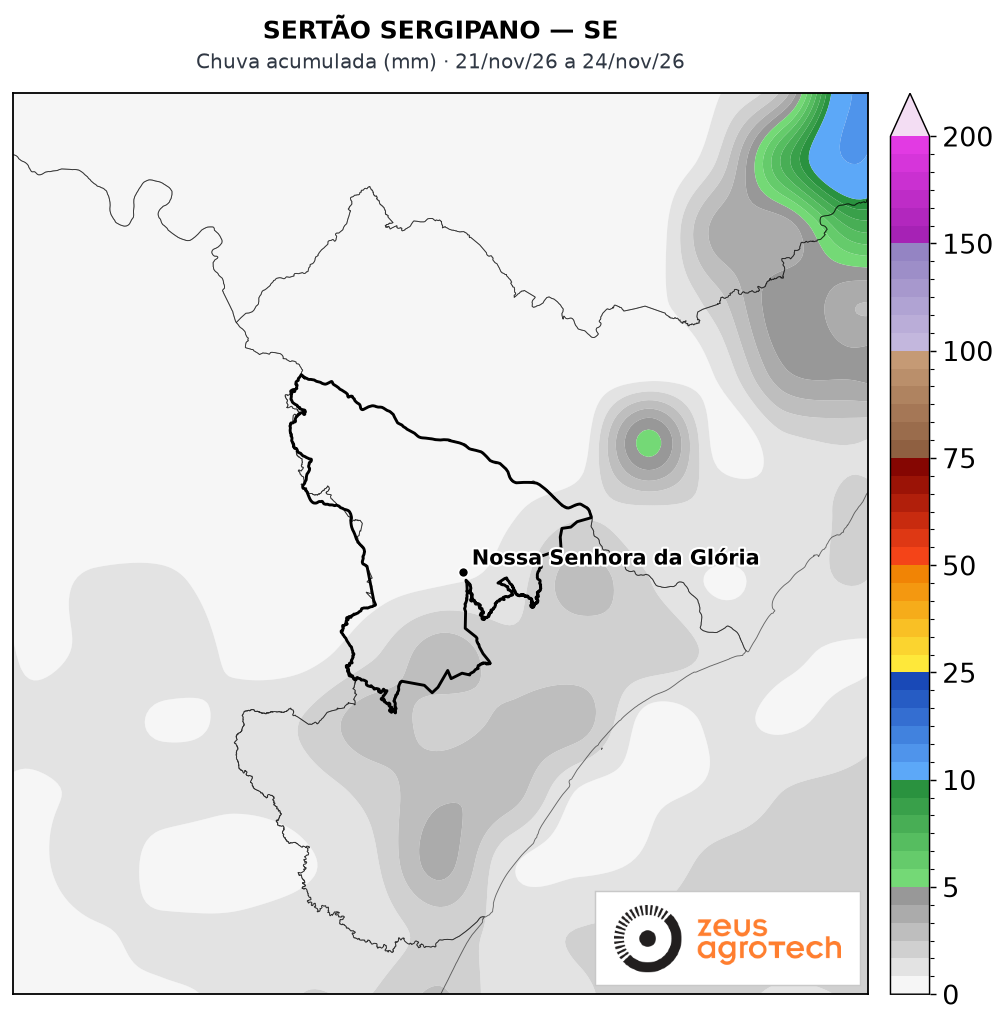 SERTÃO SERGIPANO — SE
Chuva acumulada (mm) · 21/nov/26 a 24/nov/26
200
150
100
75
50
25
10
5
0
Nossa Senhora da Glória
zeus
agrotech